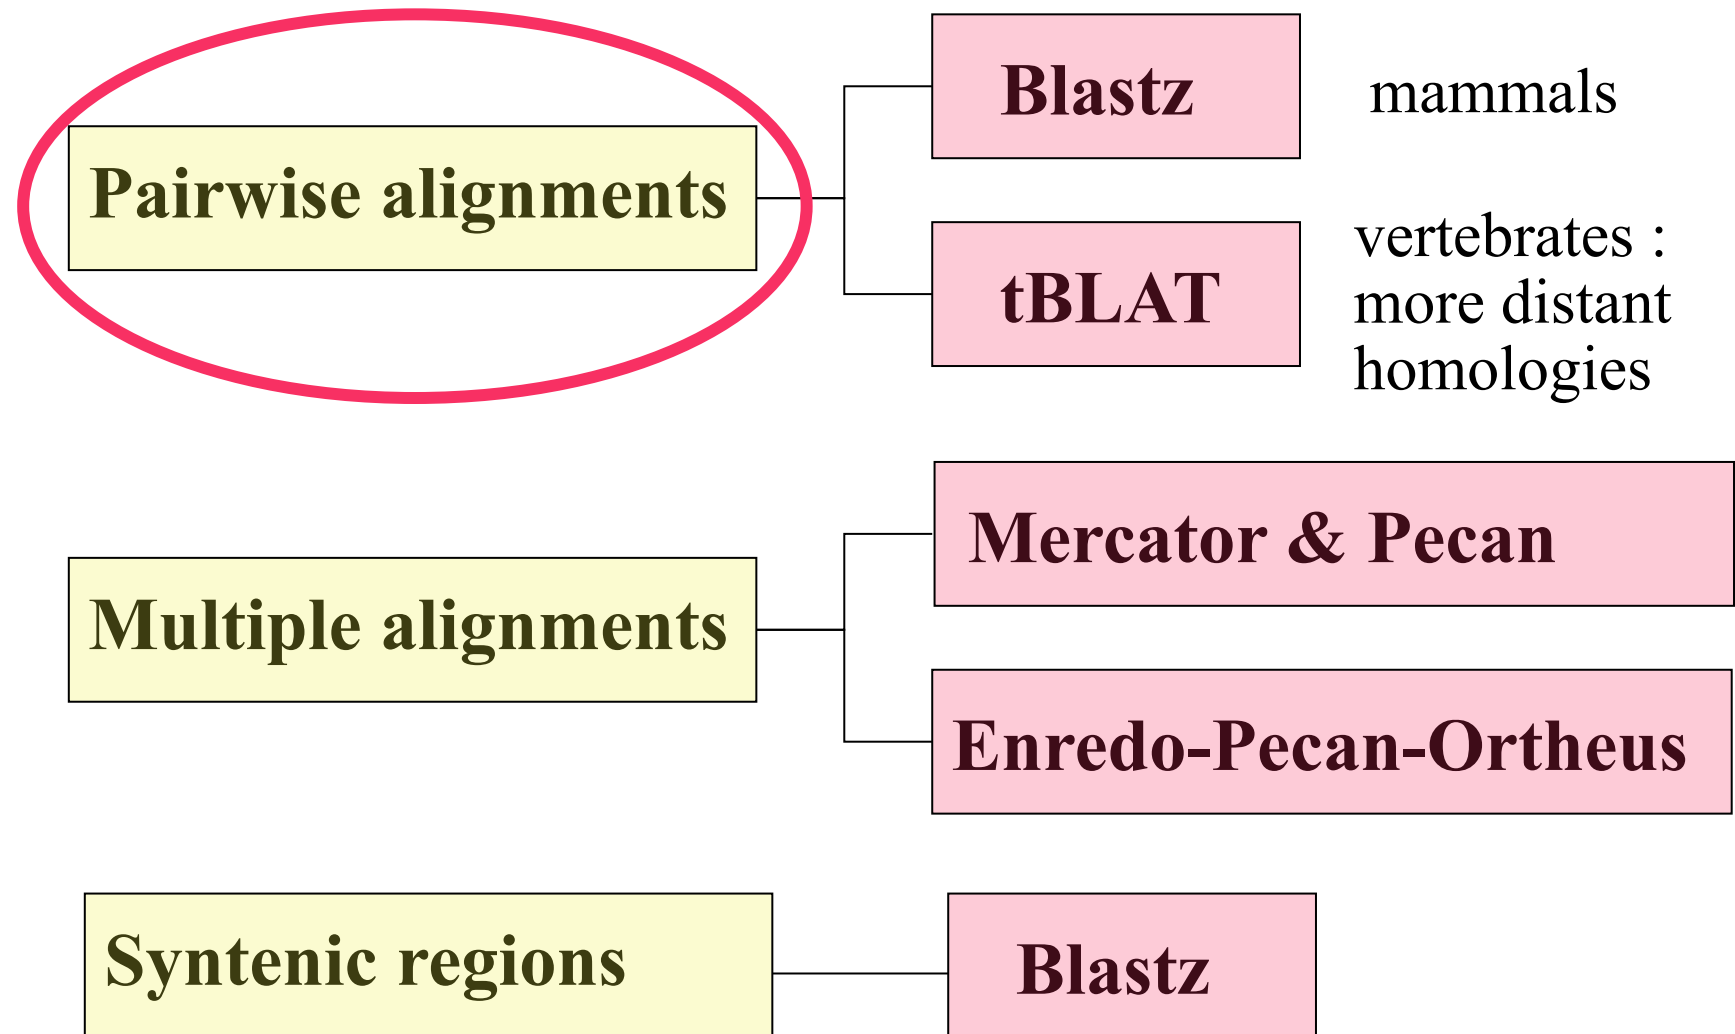 Pairwise alignments
Blastz
mammals
tBLAT
vertebrates :
more distant
homologies
Multiple alignments
Mercator & Pecan
Enredo-Pecan-Ortheus
Syntenic regions
Blastz